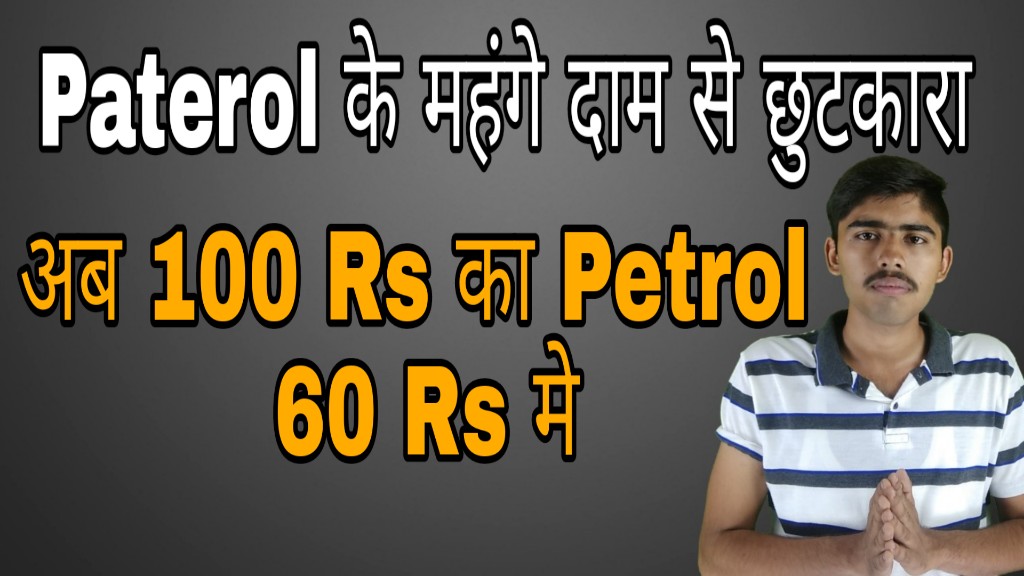 Paterol के महंगे दाम से छुटकारा
अब 100 Rs का Petrol
60 Rs मे